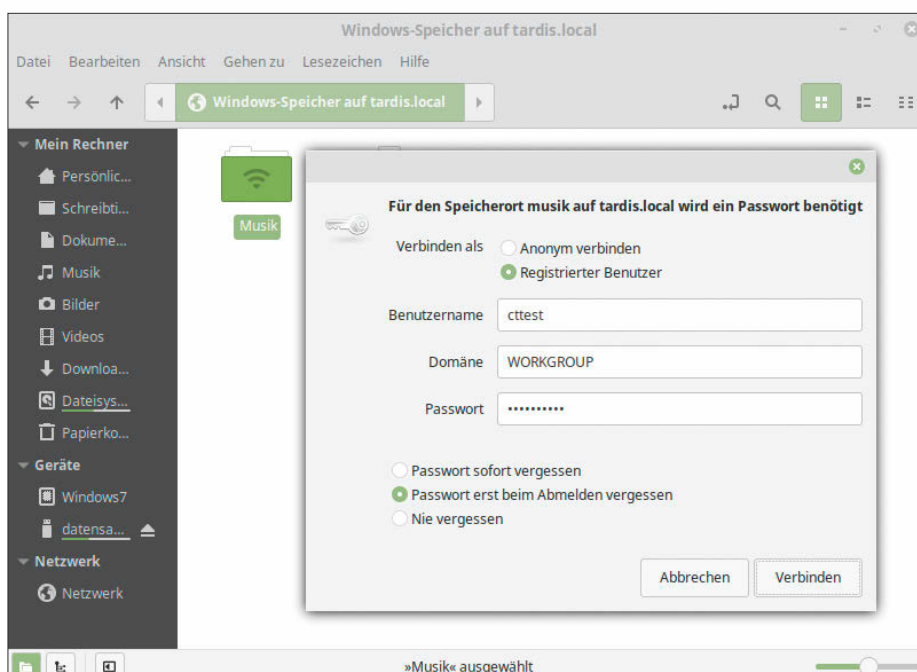 Windows-Speicher auf tardis.local
Datei Bearbeiten Ansicht Gehen zu Lesezeichen Hilfe
Windows-Speicher auf tardis.local
Mein Rechner
Persönlic...
Schreibti...
Dokume...
Musik
Bilder
Videos
Downloa...
Dateisys...
Papierko...
Geräte
Windows7
datensa...
Netzwerk
Netzwerk
Musik
Für den Speicherort musik auf tardis.local wird ein Passwort benötigt
Verbinden als
Anonym verbinden
Registrierter Benutzer
Benutzername cttest
Domäne WORKGROUP
Passwort ••••••••••
Passwort sofort vergessen
Passwort erst beim Abmelden vergessen
Nie vergessen
Abbrechen Verbinden
»Musik« ausgewählt